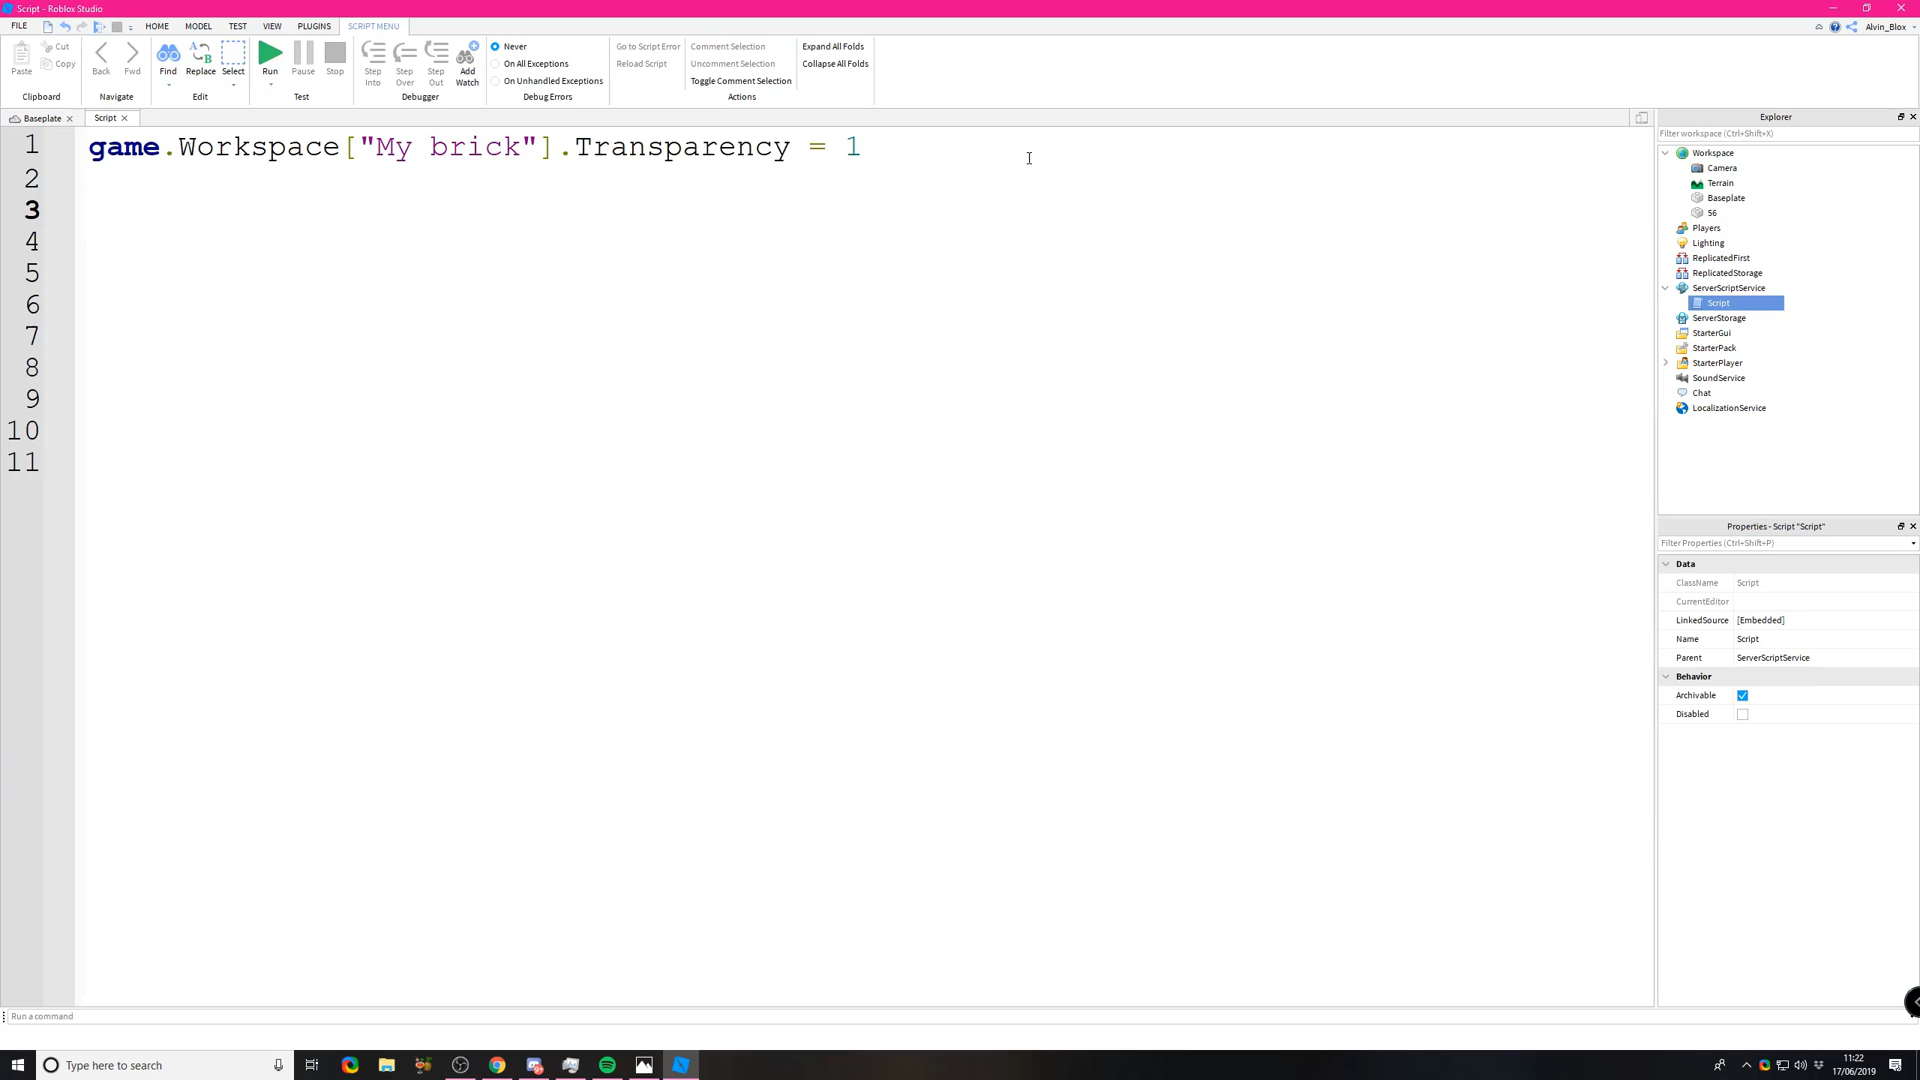 Script - Roblox Studio
FILE HOME MODEL TEST VIEW PLUGINS SCRIPT MENU Alvin_Blox
Paste Cut Copy
Clipboard
Back Fwd
Navigate
Find Replace Select
Edit
Run Pause Stop
Test
Step Into Step Over Step Out Add Watch
Debugger
Never
On All Exceptions
On Unhandled Exceptions
Debug Errors
Go to Script Error
Reload Script
Comment Selection
Uncomment Selection
Toggle Comment Selection
Expand All Folds
Collapse All Folds
Actions
Baseplate Script
1 game.Workspace["My brick"].Transparency = 1
2
3
4
5
6
7
8
9
10
11
Explorer
Filter workspace (Ctrl+Shift+X)
Workspace
Camera
Terrain
Baseplate
56
Players
Lighting
ReplicatedFirst
ReplicatedStorage
ServerScriptService
Script
ServerStorage
StarterGui
StarterPack
StarterPlayer
SoundService
Chat
LocalizationService
Properties - Script "Script"
Filter Properties (Ctrl+Shift+P)
Data
ClassName Script
CurrentEditor
LinkedSource [Embedded]
Name Script
Parent ServerScriptService
Behavior
Archivable
Disabled
Run a command
Type here to search
11:22
17/06/2019